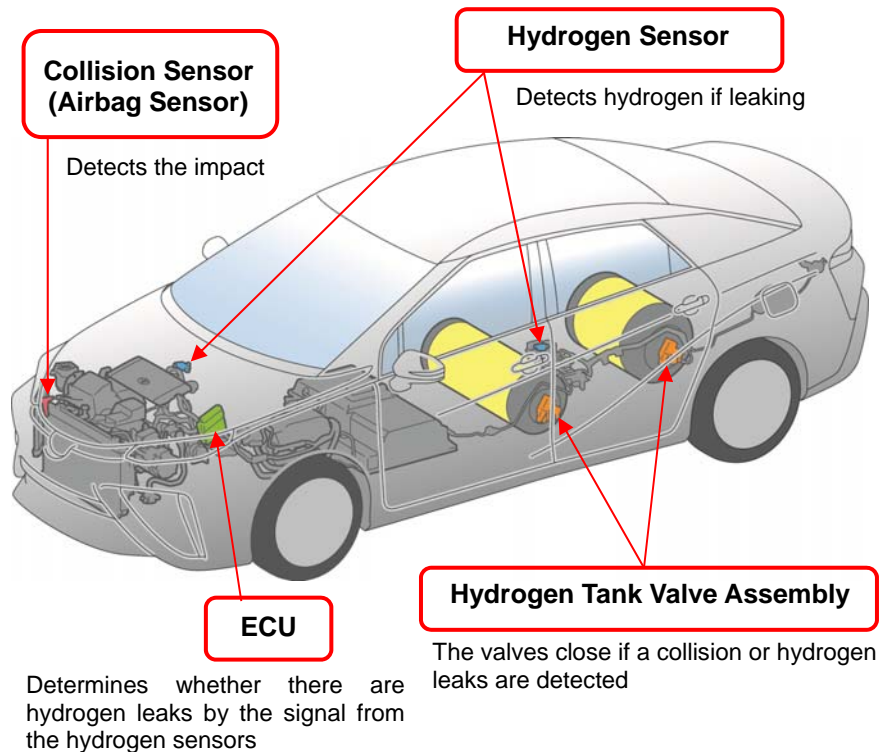 Hydrogen Sensor
Detects hydrogen if leaking
Collision Sensor
(Airbag Sensor)
Detects the impact
ECU
Determines whether there are
hydrogen leaks by the signal from
the hydrogen sensors
Hydrogen Tank Valve Assembly
The valves close if a collision or hydrogen
leaks are detected